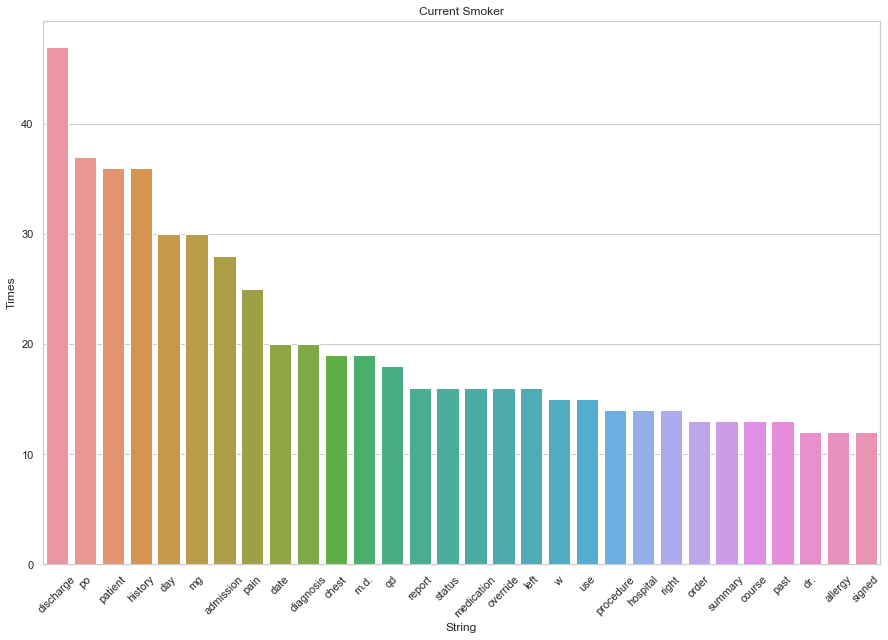 Current Smoker
Times
40
30
20
10
0
discharge po patient history day mg admission pain date diagnosis chest m.d. qd report status medication override left w use procedure hospital right order summary course past dr. allergy signed
String